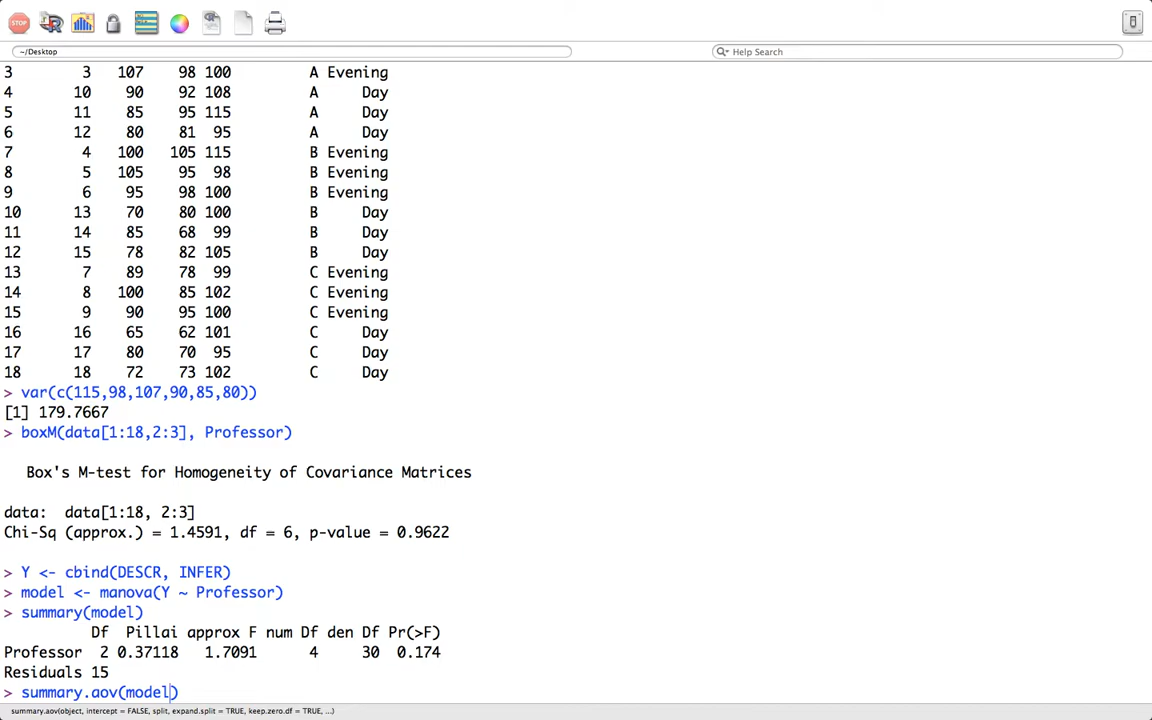 STOP
~/Desktop
Help Search
3 3 107 98 100 A Evening
4 10 90 92 108 A Day
5 11 85 95 115 A Day
6 12 80 81 95 A Day
7 4 100 105 115 B Evening
8 5 105 95 98 B Evening
9 6 95 98 100 B Evening
10 13 70 80 100 B Day
11 14 85 68 99 B Day
12 15 78 82 105 B Day
13 7 89 78 99 C Evening
14 8 100 85 102 C Evening
15 9 90 95 100 C Evening
16 16 65 62 101 C Day
17 17 80 70 95 C Day
18 18 72 73 102 C Day
> var(c(115,98,107,90,85,80))
[1] 179.7667
> boxM(data[1:18,2:3], Professor)
Box's M-test for Homogeneity of Covariance Matrices
data: data[1:18, 2:3]
Chi-Sq (approx.) = 1.4591, df = 6, p-value = 0.9622
> Y <- cbind(DESCR, INFER)
> model <- manova(Y ~ Professor)
> summary(model)
Df Pillai approx F num Df den Df Pr(>F)
Professor 2 0.37118 1.7091 4 30 0.174
Residuals 15
> summary.aov(model)
summary.aov(object, intercept = FALSE, split, expand.split = TRUE, keep.zero.df = TRUE, ...)